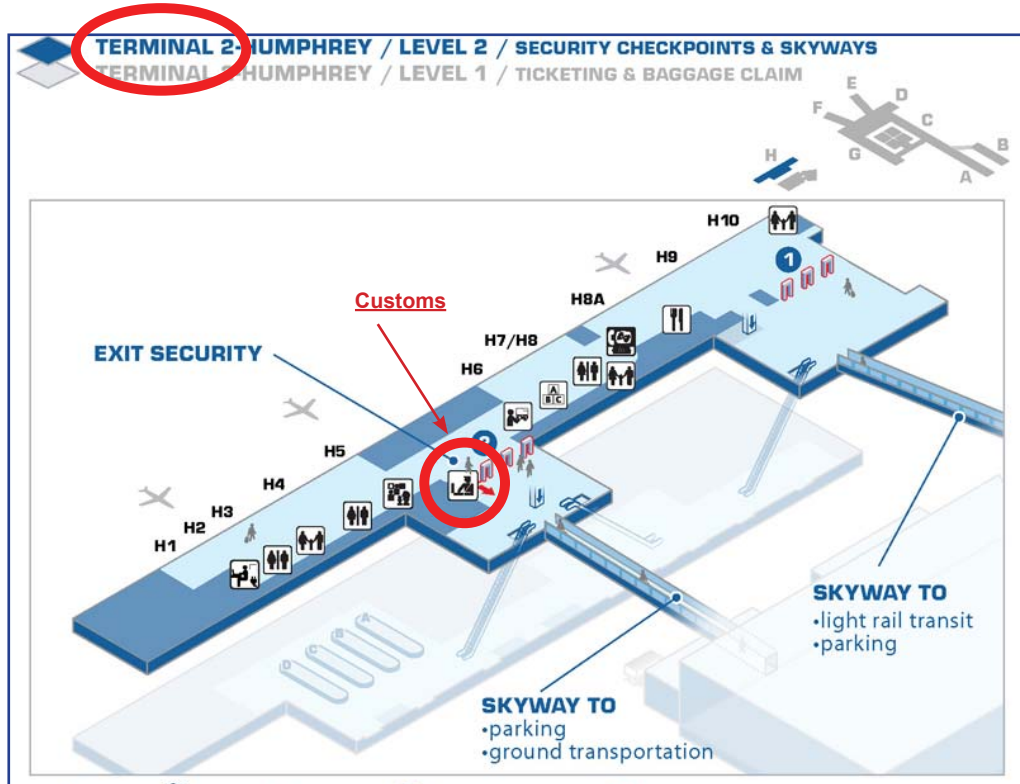 TERMINAL 2-HUMPHREY / LEVEL 2 / SECURITY CHECKPOINTS & SKYWAYS
TERMINAL 2-HUMPHREY / LEVEL 1 / TICKETING & BAGGAGE CLAIM
E
D
F
C
B
G
H
A
H10
1
H9
Customs
H8A
EXIT SECURITY
H7/H8
H6
A
B C
2
H5
H4
H3
H2
H1
A
B
C
D
SKYWAY TO
•light rail transit
•parking
SKYWAY TO
•parking
•ground transportation